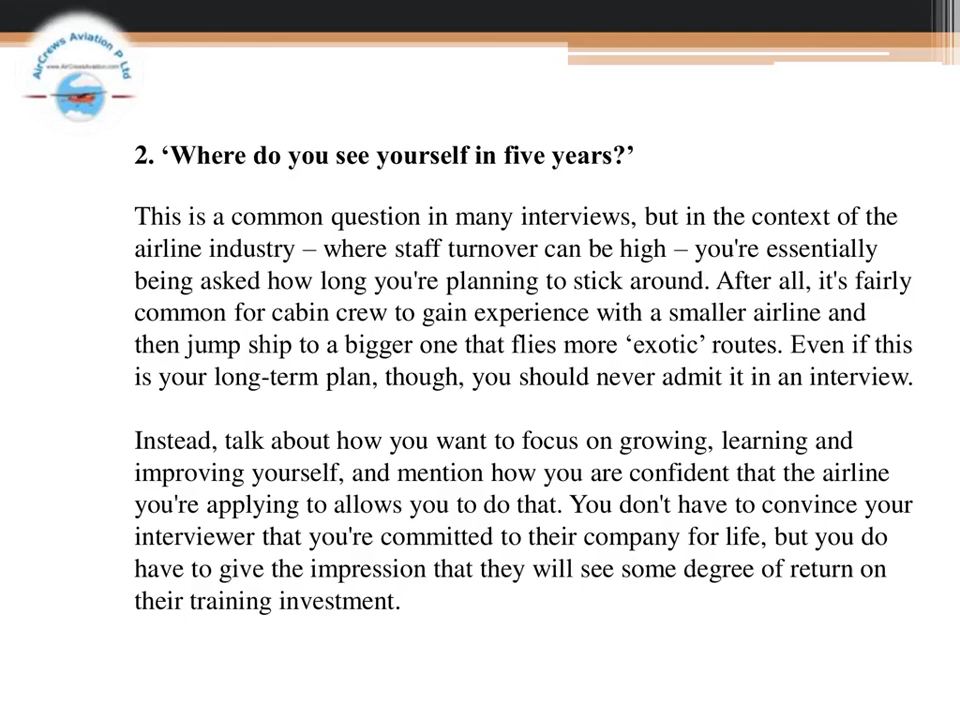 AirCrews Aviation P Ltd
www.AirCrewsAviation.com
2. ‘Where do you see yourself in five years?’
This is a common question in many interviews, but in the context of the
airline industry – where staff turnover can be high – you're essentially
being asked how long you're planning to stick around. After all, it's fairly
common for cabin crew to gain experience with a smaller airline and
then jump ship to a bigger one that flies more ‘exotic’ routes. Even if this
is your long-term plan, though, you should never admit it in an interview.
Instead, talk about how you want to focus on growing, learning and
improving yourself, and mention how you are confident that the airline
you're applying to allows you to do that. You don't have to convince your
interviewer that you're committed to their company for life, but you do
have to give the impression that they will see some degree of return on
their training investment.